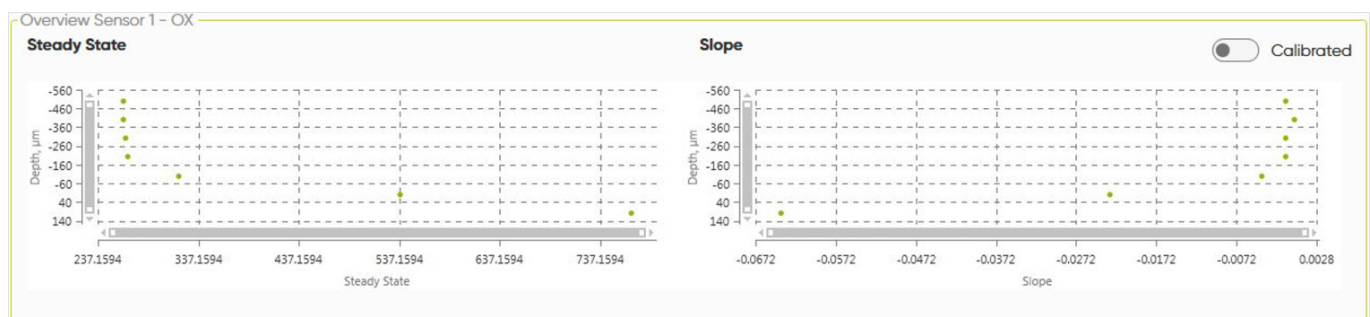 Overview Sensor 1 - OX
Steady State
Slope
Calibrated
-560
-460
-360
-260
-160
-60
40
140
Depth, µm
237.1594 337.1594 437.1594 537.1594 637.1594 737.1594
Steady State
-560
-460
-360
-260
-160
-60
40
140
Depth, µm
-0.0672 -0.0572 -0.0472 -0.0372 -0.0272 -0.0172 -0.0072 0.0028
Slope